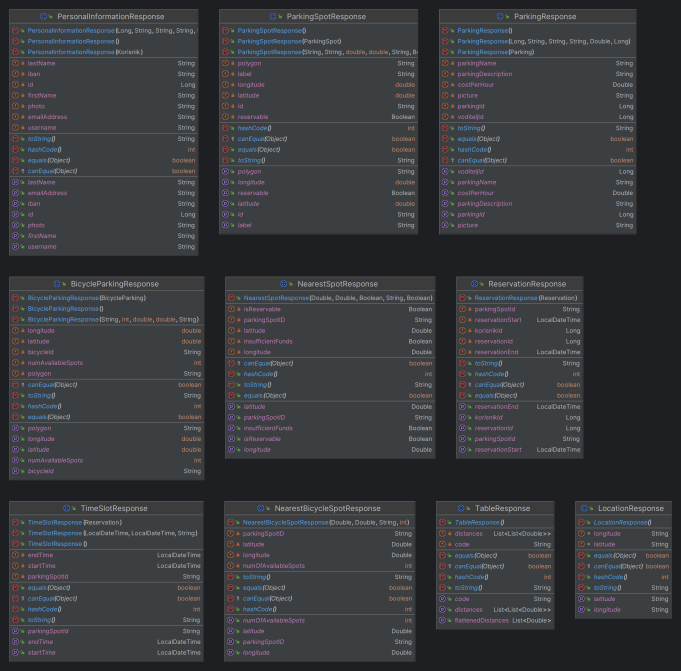 PersonalInformationResponse
PersonalInformationResponse(Long, String, String, String,
PersonalInformationResponse()
PersonalInformationResponse(Korisnik)
lastName String
iban String
id Long
firstName String
photo String
emailAddress String
username String
toString() String
hashCode() int
equals(Object) boolean
canEqual(Object) boolean
lastName String
emailAddress String
iban String
id Long
photo String
firstName String
username String
ParkingSpotResponse
ParkingSpotResponse()
ParkingSpotResponse(ParkingSpot)
ParkingSpotResponse(String, String, double, double, String, B
polygon String
label String
longitude double
latitude double
id String
reservable Boolean
hashCode() int
canEqual(Object) boolean
equals(Object) boolean
toString() String
polygon String
longitude double
reservable Boolean
latitude double
id String
label String
ParkingResponse
ParkingResponse()
ParkingResponse(Long, String, String, String, Double, Long)
ParkingResponse(Parking)
parkingName String
parkingDescription String
costPerHour Double
picture String
parkingId Long
voditeljId Long
toString() String
equals(Object) boolean
hashCode() int
canEqual(Object) boolean
voditeljId Long
parkingName String
costPerHour Double
parkingDescription String
parkingId Long
picture String
BicycleParkingResponse
BicycleParkingResponse(BicycleParking)
BicycleParkingResponse()
BicycleParkingResponse(String, int, double, double, String)
longitude double
latitude double
bicycleId String
numAvailableSpots int
polygon String
canEqual(Object) boolean
toString() String
hashCode() int
equals(Object) boolean
polygon String
longitude double
latitude double
numAvailableSpots int
bicycleId String
NearestSpotResponse
NearestSpotResponse(Double, Double, Boolean, String, Boolean)
isReservable Boolean
parkingSpotID String
latitude Double
insufficientFunds Boolean
longitude Double
canEqual(Object) boolean
hashCode() int
toString() String
equals(Object) boolean
latitude Double
parkingSpotID String
insufficientFunds Boolean
isReservable Boolean
longitude Double
ReservationResponse
ReservationResponse(Reservation)
parkingSpotId String
reservationStart LocalDateTime
korisnikId Long
reservationId Long
reservationEnd LocalDateTime
toString() String
hashCode() int
canEqual(Object) boolean
equals(Object) boolean
reservationEnd LocalDateTime
korisnikId Long
reservationId Long
parkingSpotId String
reservationStart LocalDateTime
TimeSlotResponse
TimeSlotResponse(Reservation)
TimeSlotResponse(LocalDateTime, LocalDateTime, String)
TimeSlotResponse()
endTime LocalDateTime
startTime LocalDateTime
parkingSpotId String
equals(Object) boolean
canEqual(Object) boolean
hashCode() int
toString() String
parkingSpotId String
endTime LocalDateTime
startTime LocalDateTime
NearestBicycleSpotResponse
NearestBicycleSpotResponse(Double, Double, String, int)
parkingSpotID String
latitude Double
longitude Double
numOfAvailableSpots int
toString() String
equals(Object) boolean
canEqual(Object) boolean
hashCode() int
numOfAvailableSpots int
latitude Double
parkingSpotID String
longitude Double
TableResponse
TableResponse()
distances List<List<Double>>
code String
equals(Object) boolean
canEqual(Object) boolean
hashCode() int
toString() String
code String
distances List<List<Double>>
flattenedDistances List<Double>
LocationResponse
LocationResponse()
longitude String
latitude String
equals(Object) boolean
canEqual(Object) boolean
hashCode() int
toString() String
latitude String
longitude String